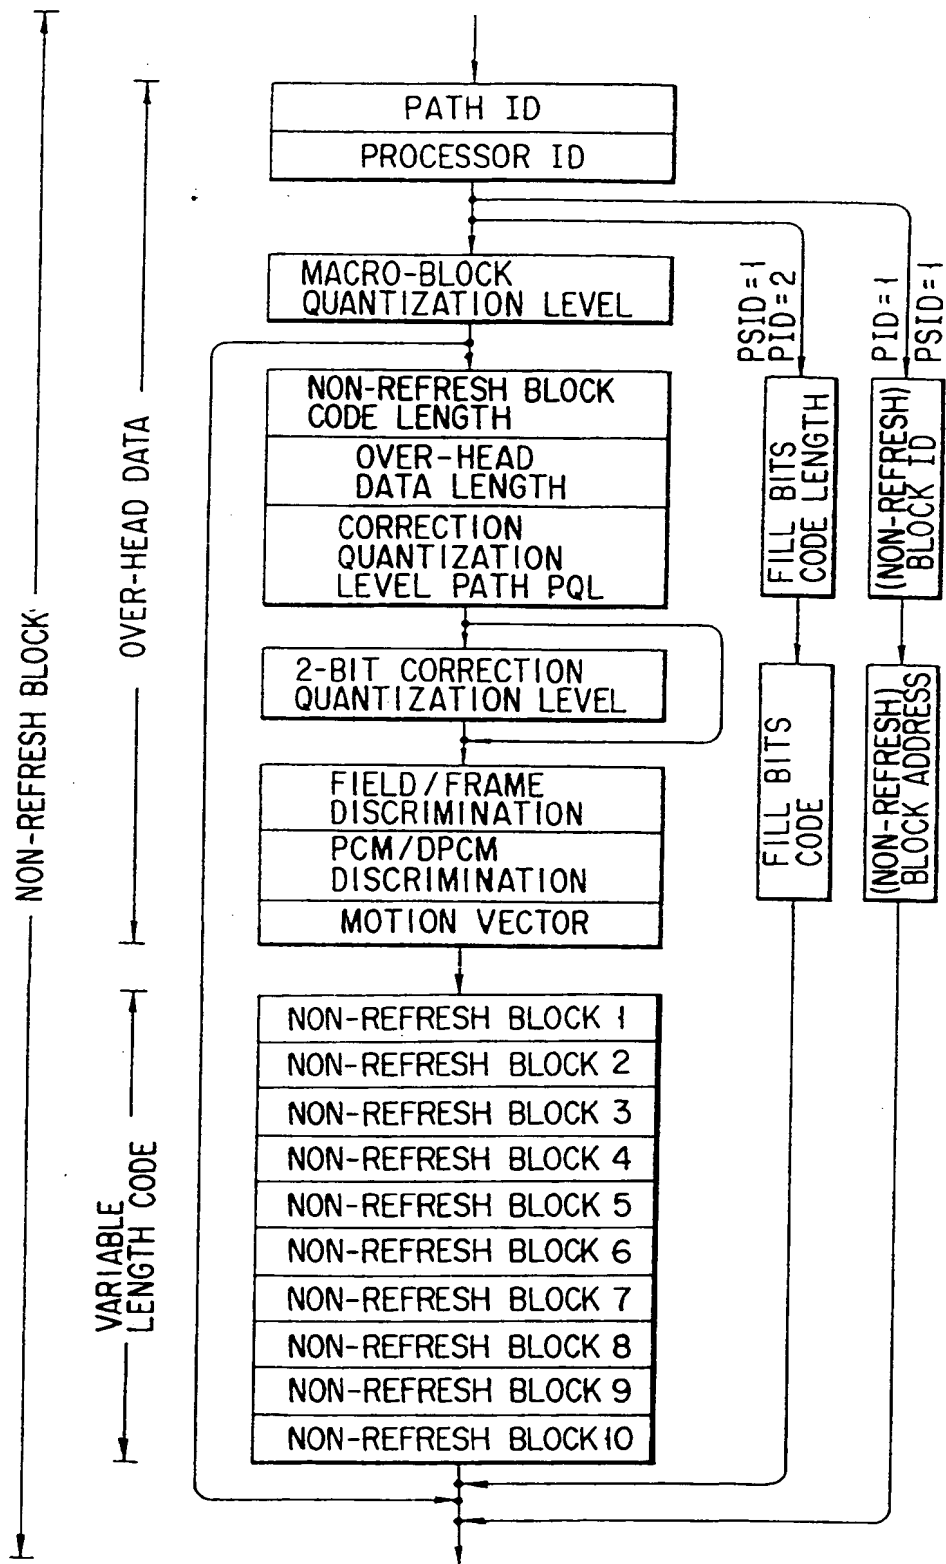 PATH ID
PROCESSOR ID
MACRO-BLOCK
QUANTIZATION LEVEL
NON-REFRESH BLOCK
CODE LENGTH
OVER-HEAD
DATA LENGTH
CORRECTION
QUANTIZATION
LEVEL PATH PQL
2-BIT CORRECTION
QUANTIZATION LEVEL
FIELD/FRAME
DISCRIMINATION
PCM/DPCM
DISCRIMINATION
MOTION VECTOR
NON-REFRESH BLOCK 1
NON-REFRESH BLOCK 2
NON-REFRESH BLOCK 3
NON-REFRESH BLOCK 4
NON-REFRESH BLOCK 5
NON-REFRESH BLOCK 6
NON-REFRESH BLOCK 7
NON-REFRESH BLOCK 8
NON-REFRESH BLOCK 9
NON-REFRESH BLOCK 10
NON-REFRESH BLOCK
OVER-HEAD DATA
VARIABLE
LENGTH CODE
PSID=1
PID=2
FILL BITS
CODE LENGTH
FILL BITS
CODE
PID=1
PSID=1
(NON-REFRESH)
BLOCK ID
(NON-REFRESH)
BLOCK ADDRESS